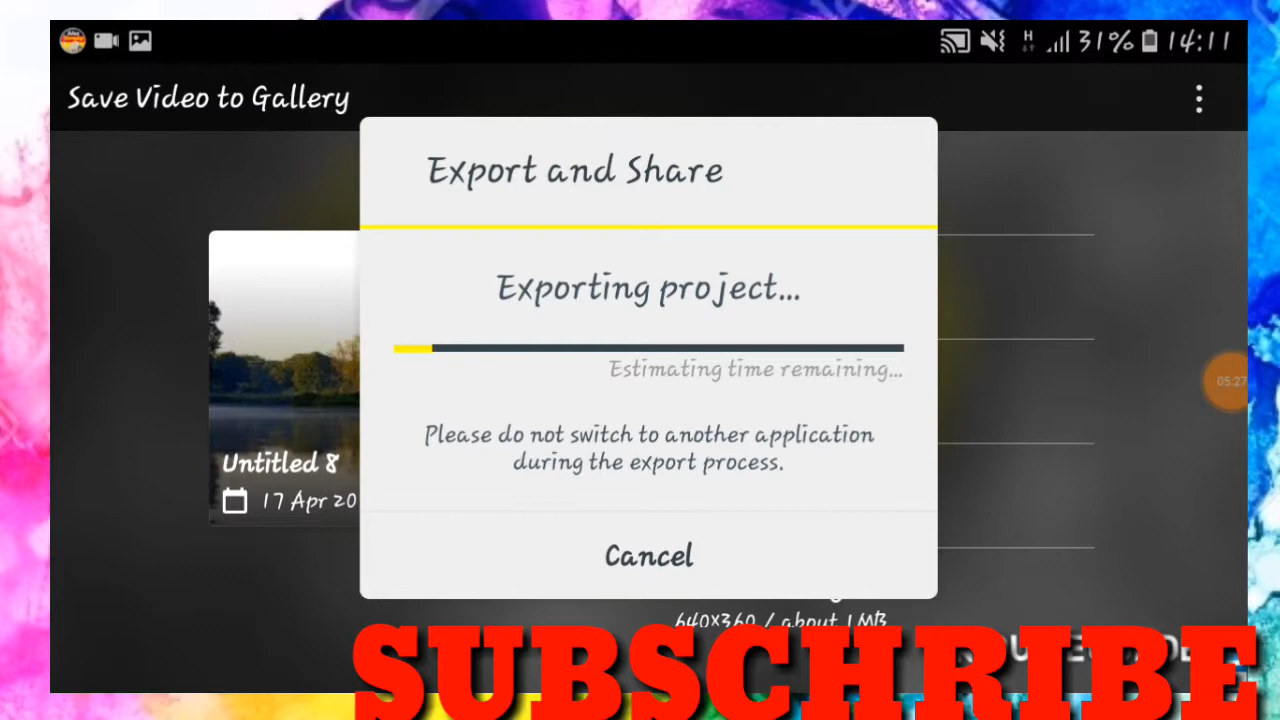 H 31% 14:11
Save Video to Gallery
Export and Share
Exporting project...
Estimating time remaining...
05:27
Please do not switch to another application
during the export process.
Untitled 8
17 Apr 20
Cancel
640x360 / about 1MB
SUBSCHRIBE